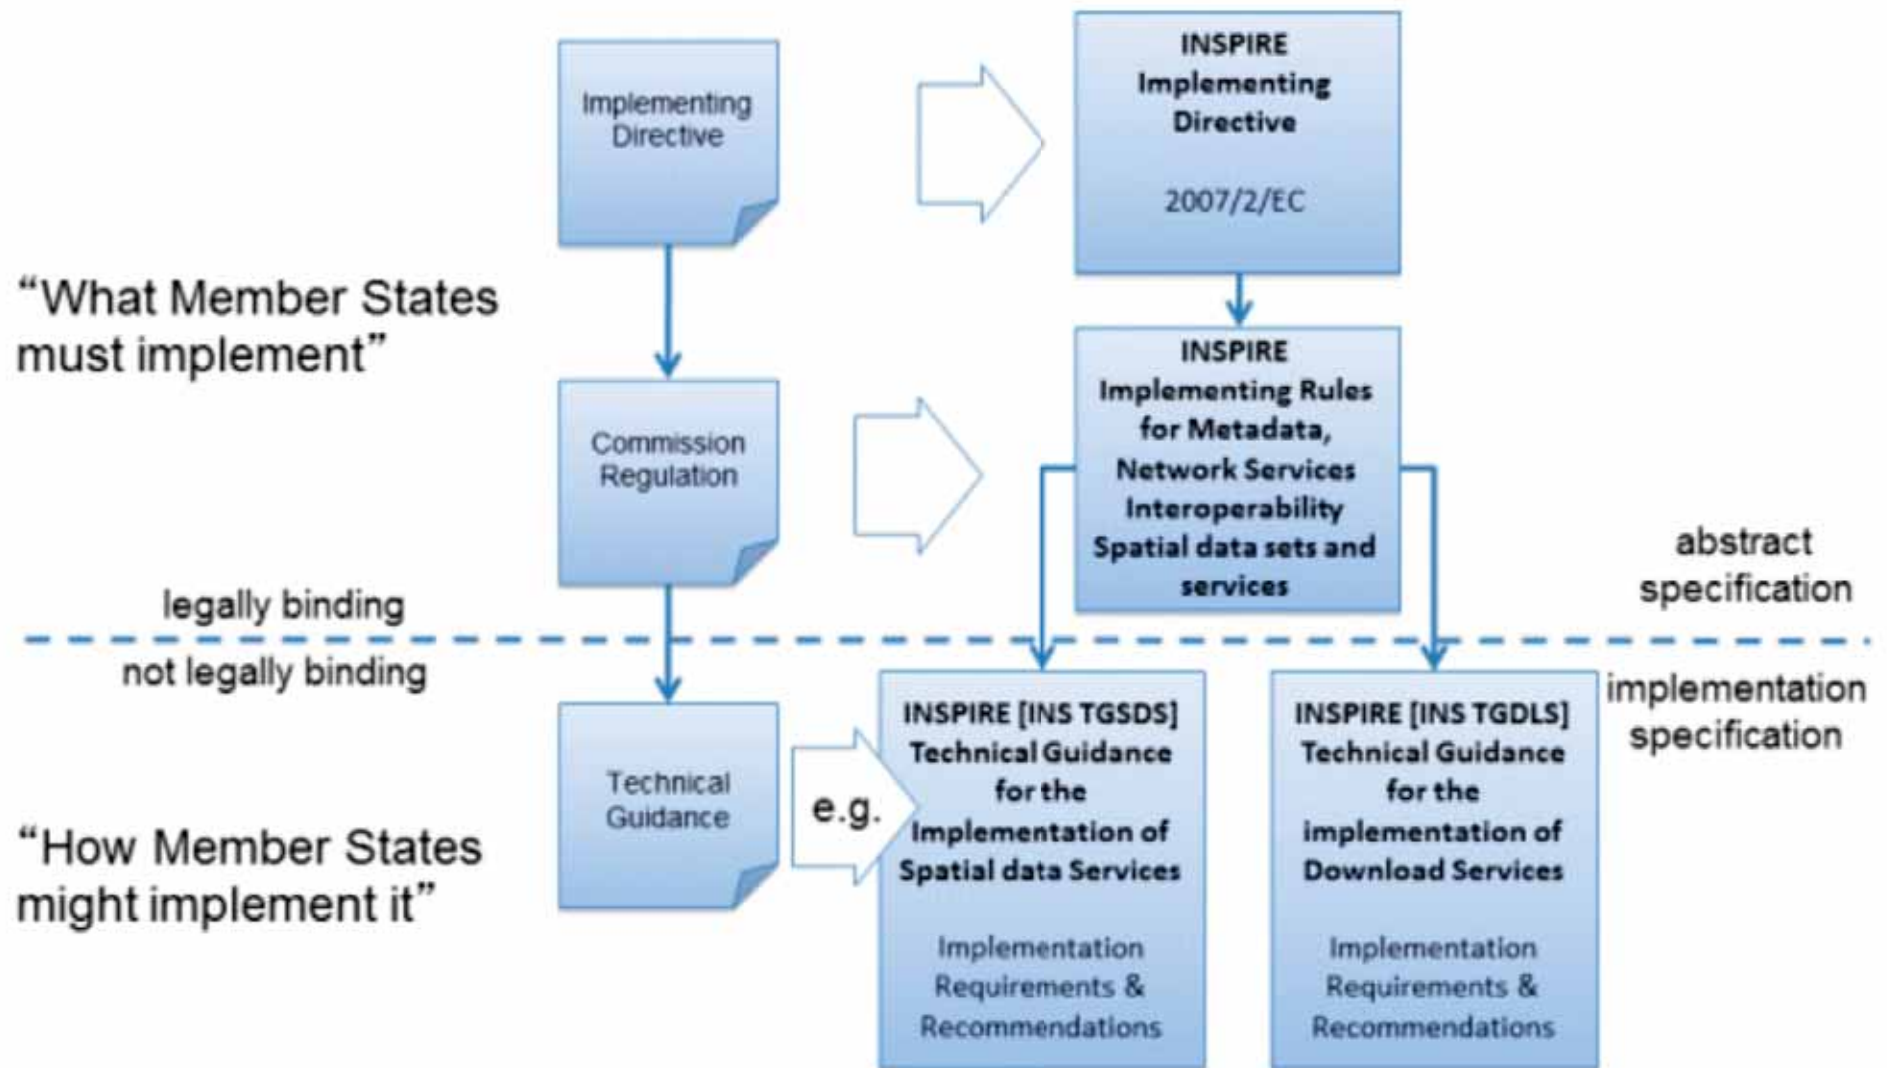 Implementing
Directive
INSPIRE
Implementing
Directive
2007/2/EC
“What Member States
must implement”
Commission
Regulation
INSPIRE
Implementing Rules
for Metadata,
Network Services
Interoperability
Spatial data sets and
services
abstract
specification
legally binding
not legally binding
implementation
specification
Technical
Guidance
e.g.
INSPIRE [INS TGSDS]
Technical Guidance
for the
Implementation of
Spatial data Services
Implementation
Requirements &
Recommendations
INSPIRE [INS TGDLS]
Technical Guidance
for the
implementation of
Download Services
Implementation
Requirements &
Recommendations
“How Member States
might implement it”